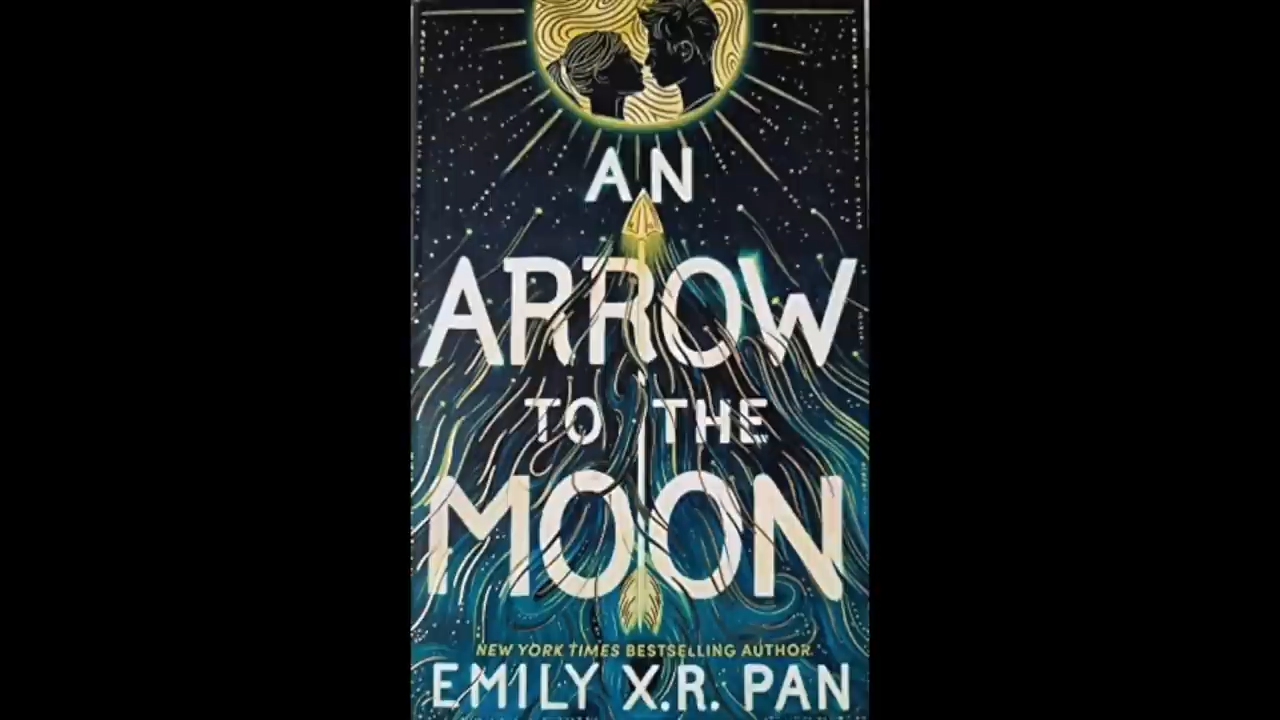 AN
ARROW
TO THE
MOON
NEW YORK TIMES BESTSELLING AUTHOR
EMILY X.R. PAN